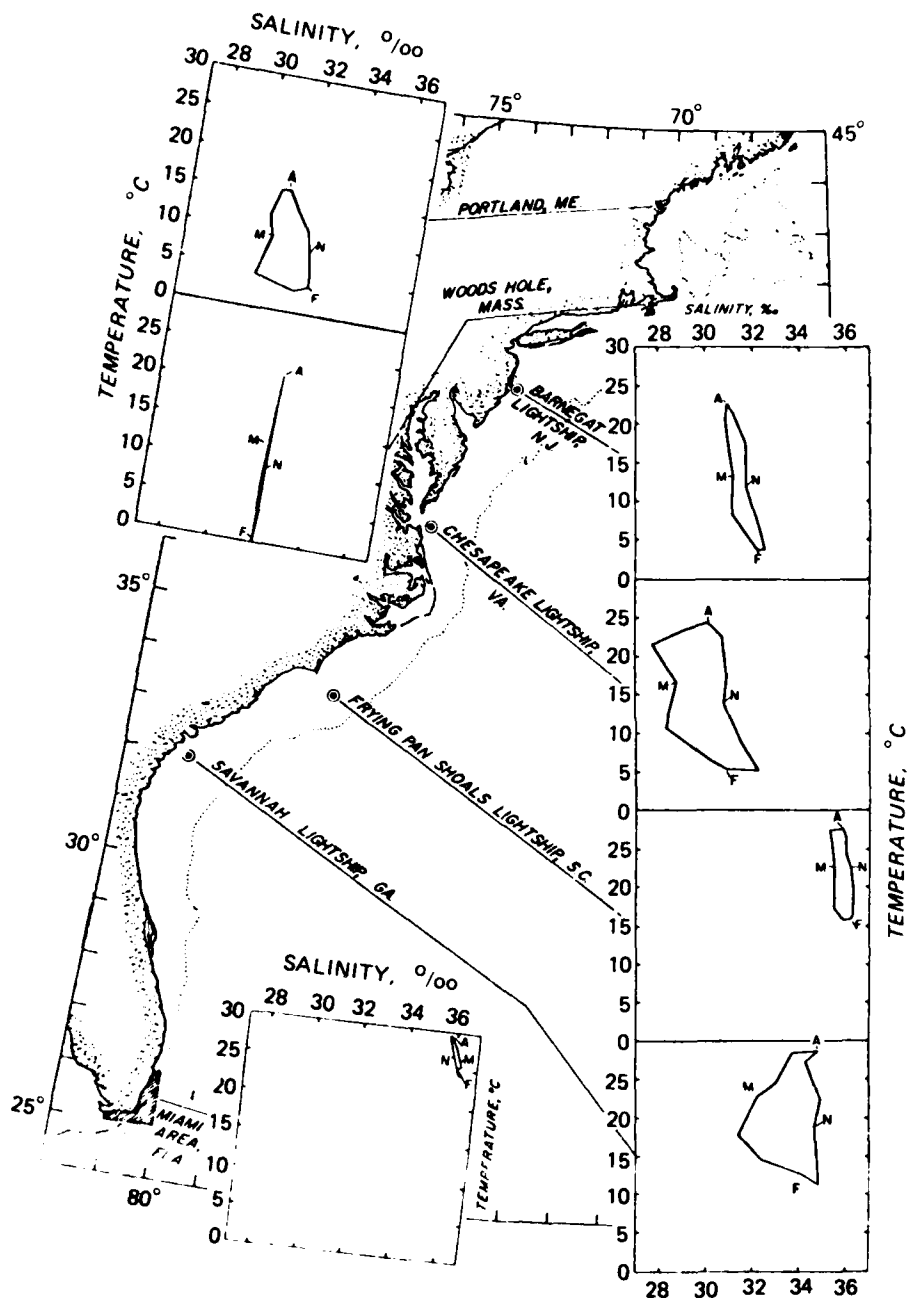 SALINITY, o/oo
28 30 32 34 36
30
25
20
15
10
5
0
A
M
N
F
TEMPERATURE, °C
25
20
15
10
5
0
A
M
N
F
75° 70° 45°
PORTLAND, ME
WOODS HOLE,
MASS.
BARNEGAT
LIGHTSHIP,
N.J.
CHESAPEAKE LIGHTSHIP,
VA.
FRYING PAN SHOALS LIGHTSHIP, S.C.
SAVANNAH LIGHTSHIP, GA
35°
30°
25°
80°
MIAMI
AREA,
FLA
SALINITY, ‰
28 30 32 34 36
30
25
20
15
10
5
0
A
M
N
F
25
20
15
10
5
0
A
M
N
F
25
20
15
10
5
0
A
M
N
F
25
20
15
10
5
0
A
M
N
F
28 30 32 34 36
TEMPERATURE, °C
SALINITY, o/oo
28 30 32 34 36
30
25
20
15
10
5
0
A
N
M
F
TEMPERATURE, °C